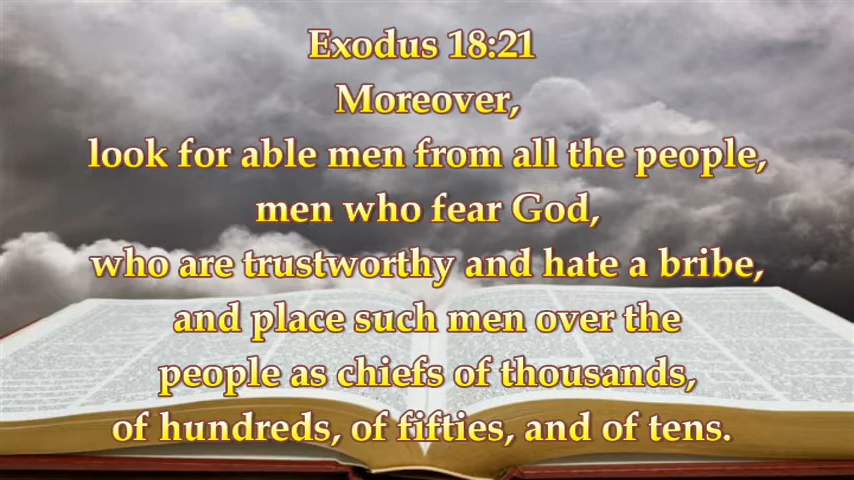 Exodus 18:21
Moreover,
look for able men from all the people,
men who fear God,
who are trustworthy and hate a bribe,
and place such men over the
people as chiefs of thousands,
of hundreds, of fifties, and of tens.